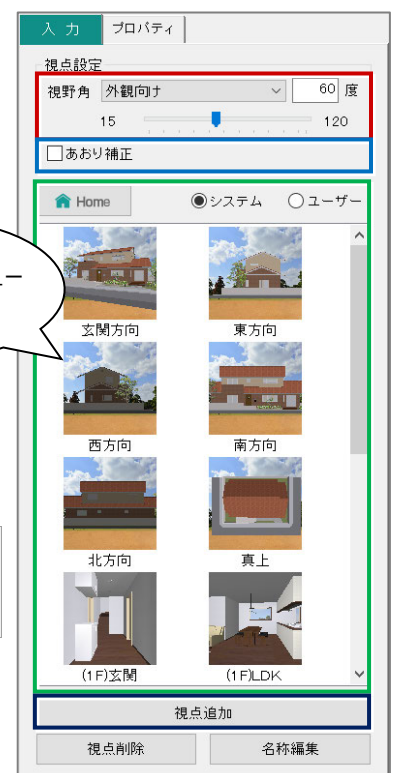 入 力 プロパティ
視点設定
視野角 外観向け 60 度
15 120
あおり補正
Home システム ユーザー
玄関方向 東方向
西方向 南方向
北方向 真上
(1F)玄関 (1F)LDK
視点追加
視点削除 名称編集